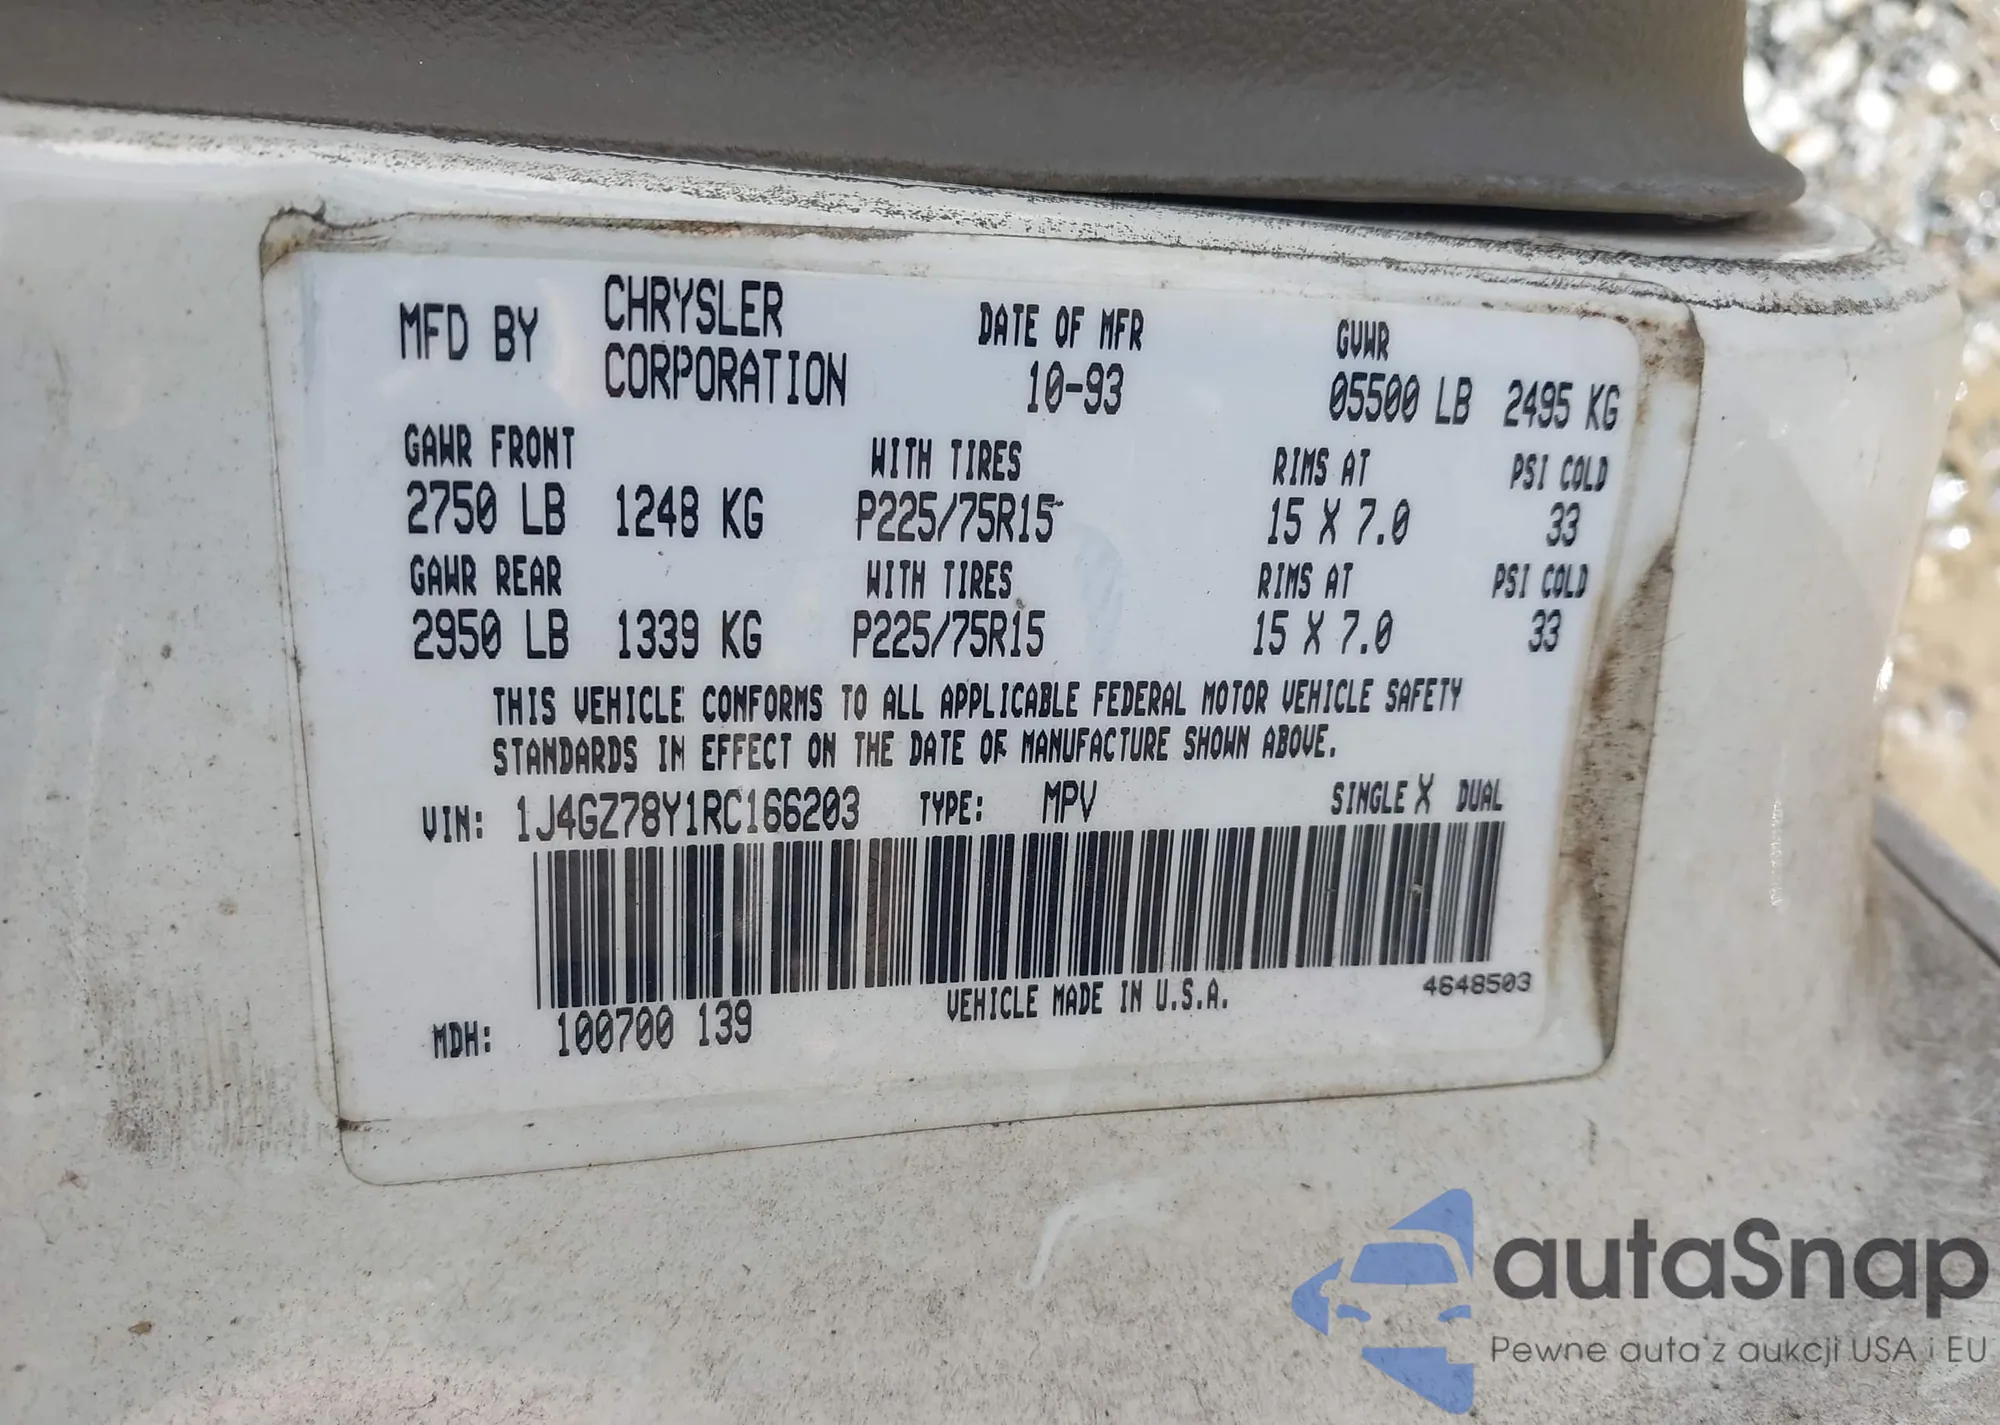 MFD BY CHRYSLER CORPORATION DATE OF MFR 10-93 GVWR 05500 LB 2495 KG
GAWR FRONT WITH TIRES RIMS AT PSI COLD
2750 LB 1248 KG P225/75R15 15 X 7.0 33
GAWR REAR WITH TIRES RIMS AT PSI COLD
2950 LB 1339 KG P225/75R15 15 X 7.0 33
THIS VEHICLE CONFORMS TO ALL APPLICABLE FEDERAL MOTOR VEHICLE SAFETY
STANDARDS IN EFFECT ON THE DATE OF MANUFACTURE SHOWN ABOVE.
VIN: 1J4GZ78Y1RC166203 TYPE: MPV SINGLE X DUAL
4648503
MDH: 100700 139 VEHICLE MADE IN U.S.A.
autaSnap
Pewne auta z aukcji USA i EU